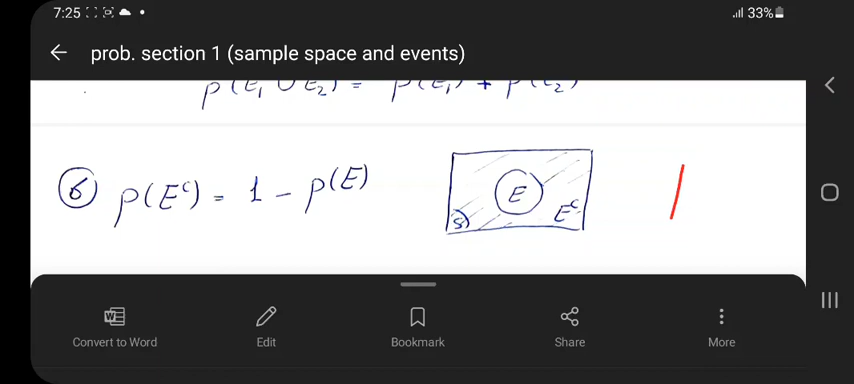 7:25
33%
prob. section 1 (sample space and events)
P(E₁ ∪ E₂) = P(E₁) + P(E₂)
⑥ P(Eᶜ) = 1 - P(E)
E
S
Eᶜ
Convert to Word
Edit
Bookmark
Share
More